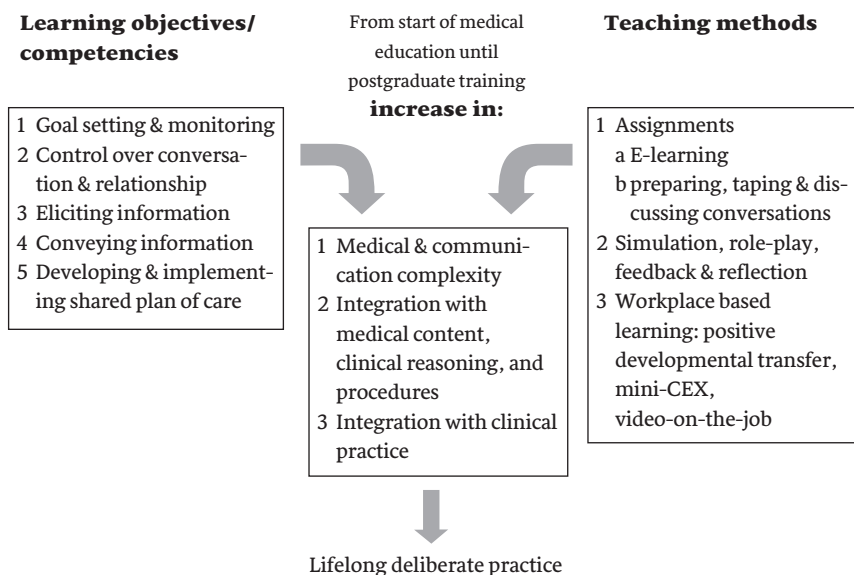 Learning objectives/
competencies
1 Goal setting & monitoring
2 Control over conversa-
tion & relationship
3 Eliciting information
4 Conveying information
5 Developing & implement-
ing shared plan of care
From start of medical
education until
postgraduate training
increase in:
1 Medical & communi-
cation complexity
2 Integration with
medical content,
clinical reasoning, and
procedures
3 Integration with clinical
practice
Lifelong deliberate practice
Teaching methods
1 Assignments
a E-learning
b preparing, taping & dis-
cussing conversations
2 Simulation, role-play,
feedback & reflection
3 Workplace based
learning: positive
developmental transfer,
mini-CEX,
video-on-the-job